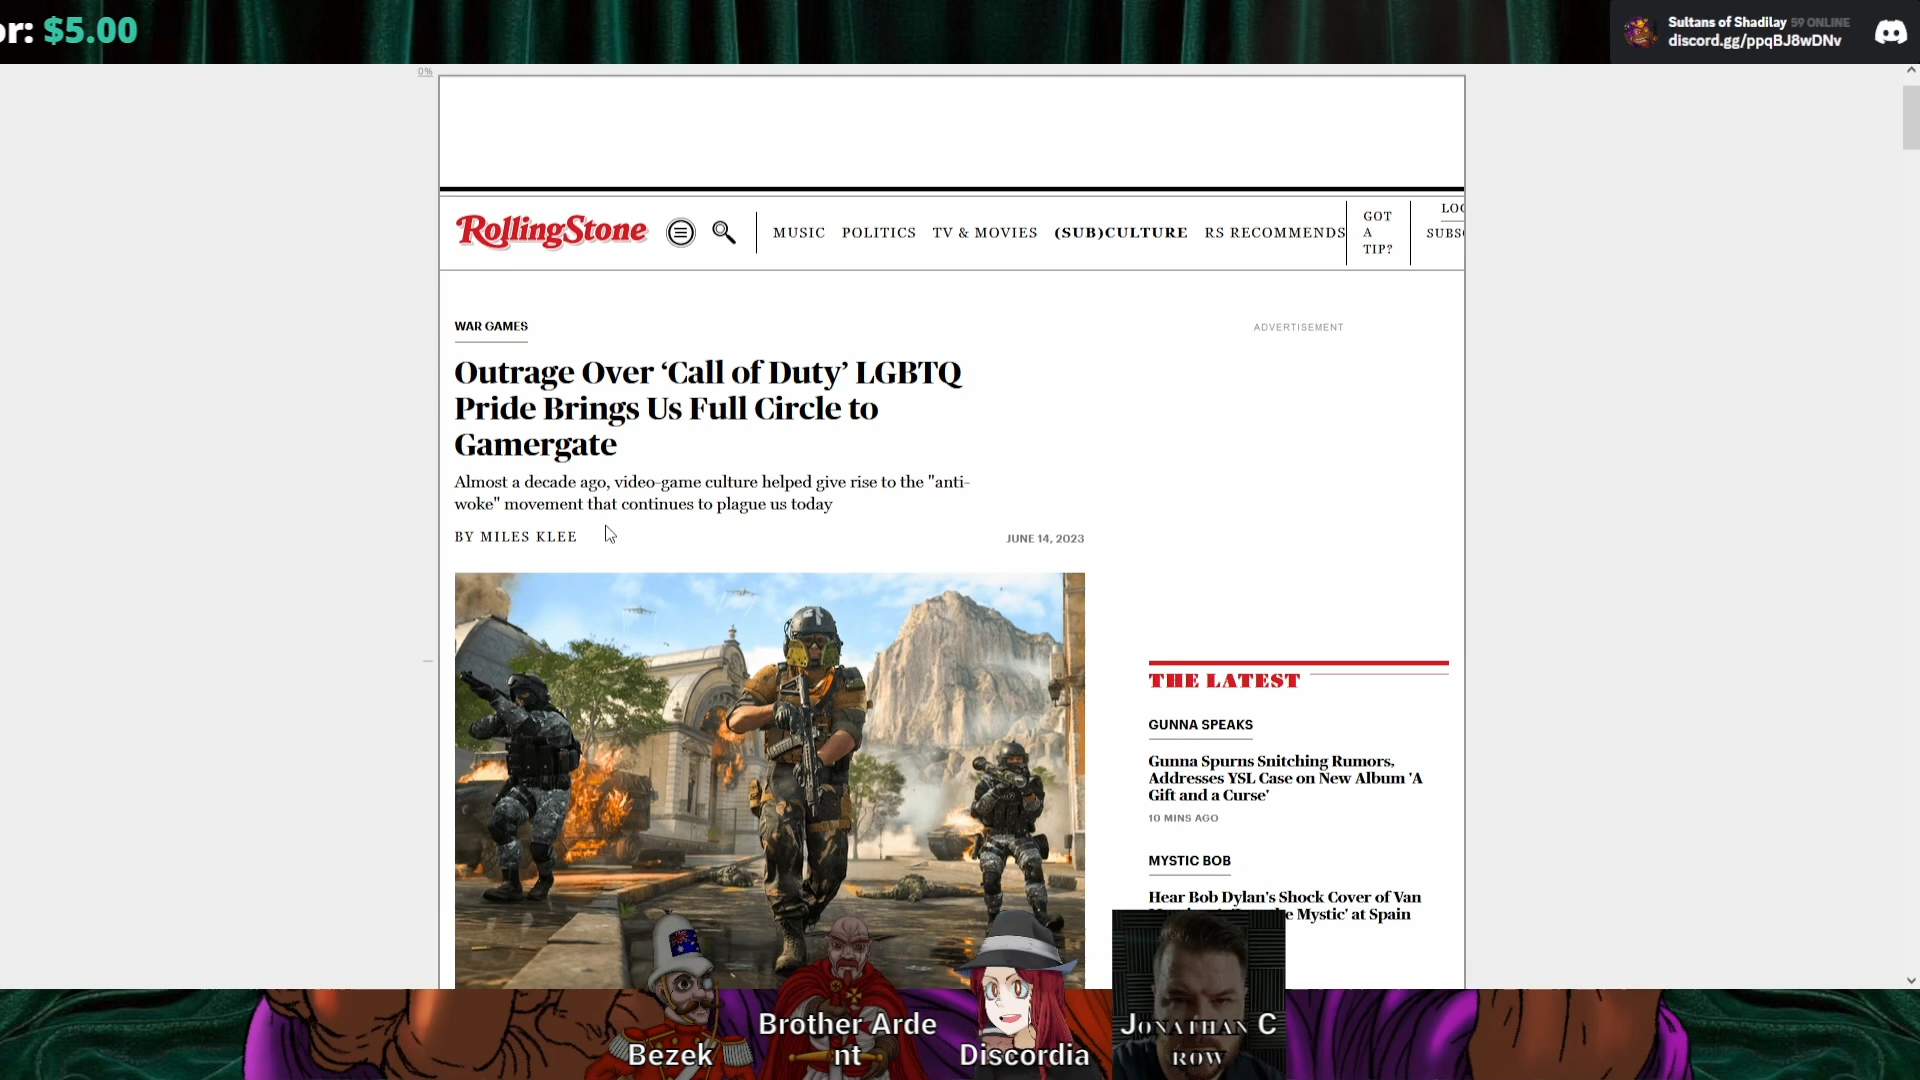 or: $5.00
Sultans of Shadilay 59 ONLINE
discord.gg/ppqBJ8wDNv
0%
RollingStone
MUSIC POLITICS TV & MOVIES (SUB)CULTURE RS RECOMMENDS
GOT
A
TIP?
LOG
SUBS
WAR GAMES
ADVERTISEMENT
Outrage Over ‘Call of Duty’ LGBTQ
Pride Brings Us Full Circle to
Gamergate
Almost a decade ago, video-game culture helped give rise to the "anti-
woke" movement that continues to plague us today
BY MILES KLEE
JUNE 14, 2023
THE LATEST
GUNNA SPEAKS
Gunna Spurns Snitching Rumors,
Addresses YSL Case on New Album 'A
Gift and a Curse'
10 MINS AGO
MYSTIC BOB
Hear Bob Dylan's Shock Cover of Van
Mystic' at Spain
Bezek
Brother Arde
nt
Discordia
JONATHAN C
ROW